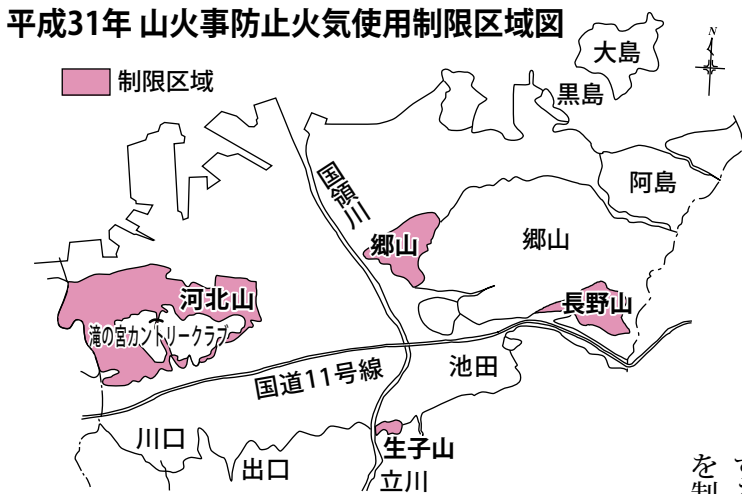 平成31年 山火事防止火気使用制限区域図
制限区域
N
大島
黒島
阿島
国領川
郷山
郷山
長野山
河北山
滝の宮カントリークラブ
国道11号線
池田
川口
出口
生子山
立川
を制